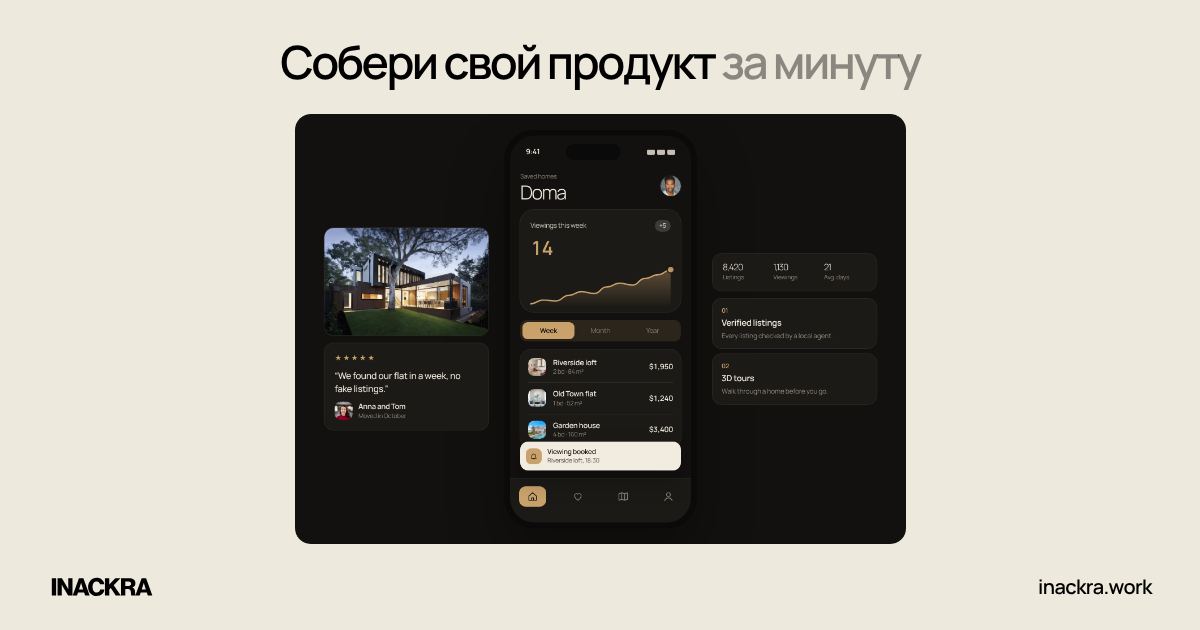 Собери свой продукт за минуту
9:41
Saved homes
Doma
Viewings this week
+5
14
Week Month Year
Riverside loft
2 bd · 64 m²
$1,950
Old Town flat
1 bd · 52 m²
$1,240
Garden house
4 bd · 160 m²
$3,400
Viewing booked
Riverside loft, 18:30
★★★★★
“We found our flat in a week, no
fake listings.”
Anna and Tom
Moved in October
8,420 1,130 21
Listings Viewings Avg. days
01
Verified listings
Every listing checked by a local agent
02
3D tours
Walk through a home before you go.
INACKRA
inackra.work